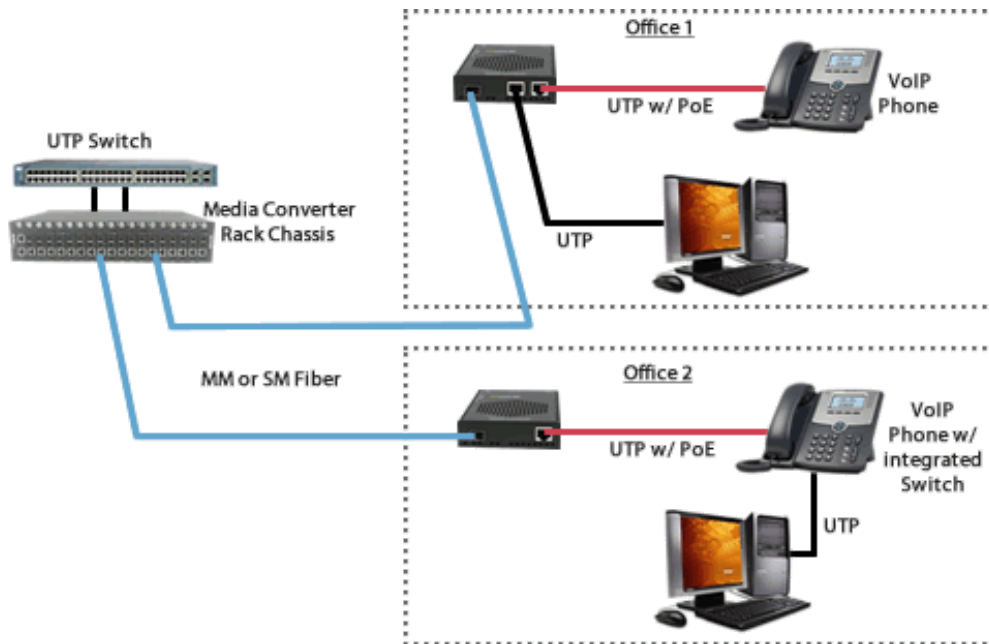 Office 1
UTP w/ PoE
VoIP
Phone
UTP Switch
Media Converter
Rack Chassis
UTP
MM or SM Fiber
Office 2
UTP w/ PoE
VoIP
Phone w/
integrated
Switch
UTP